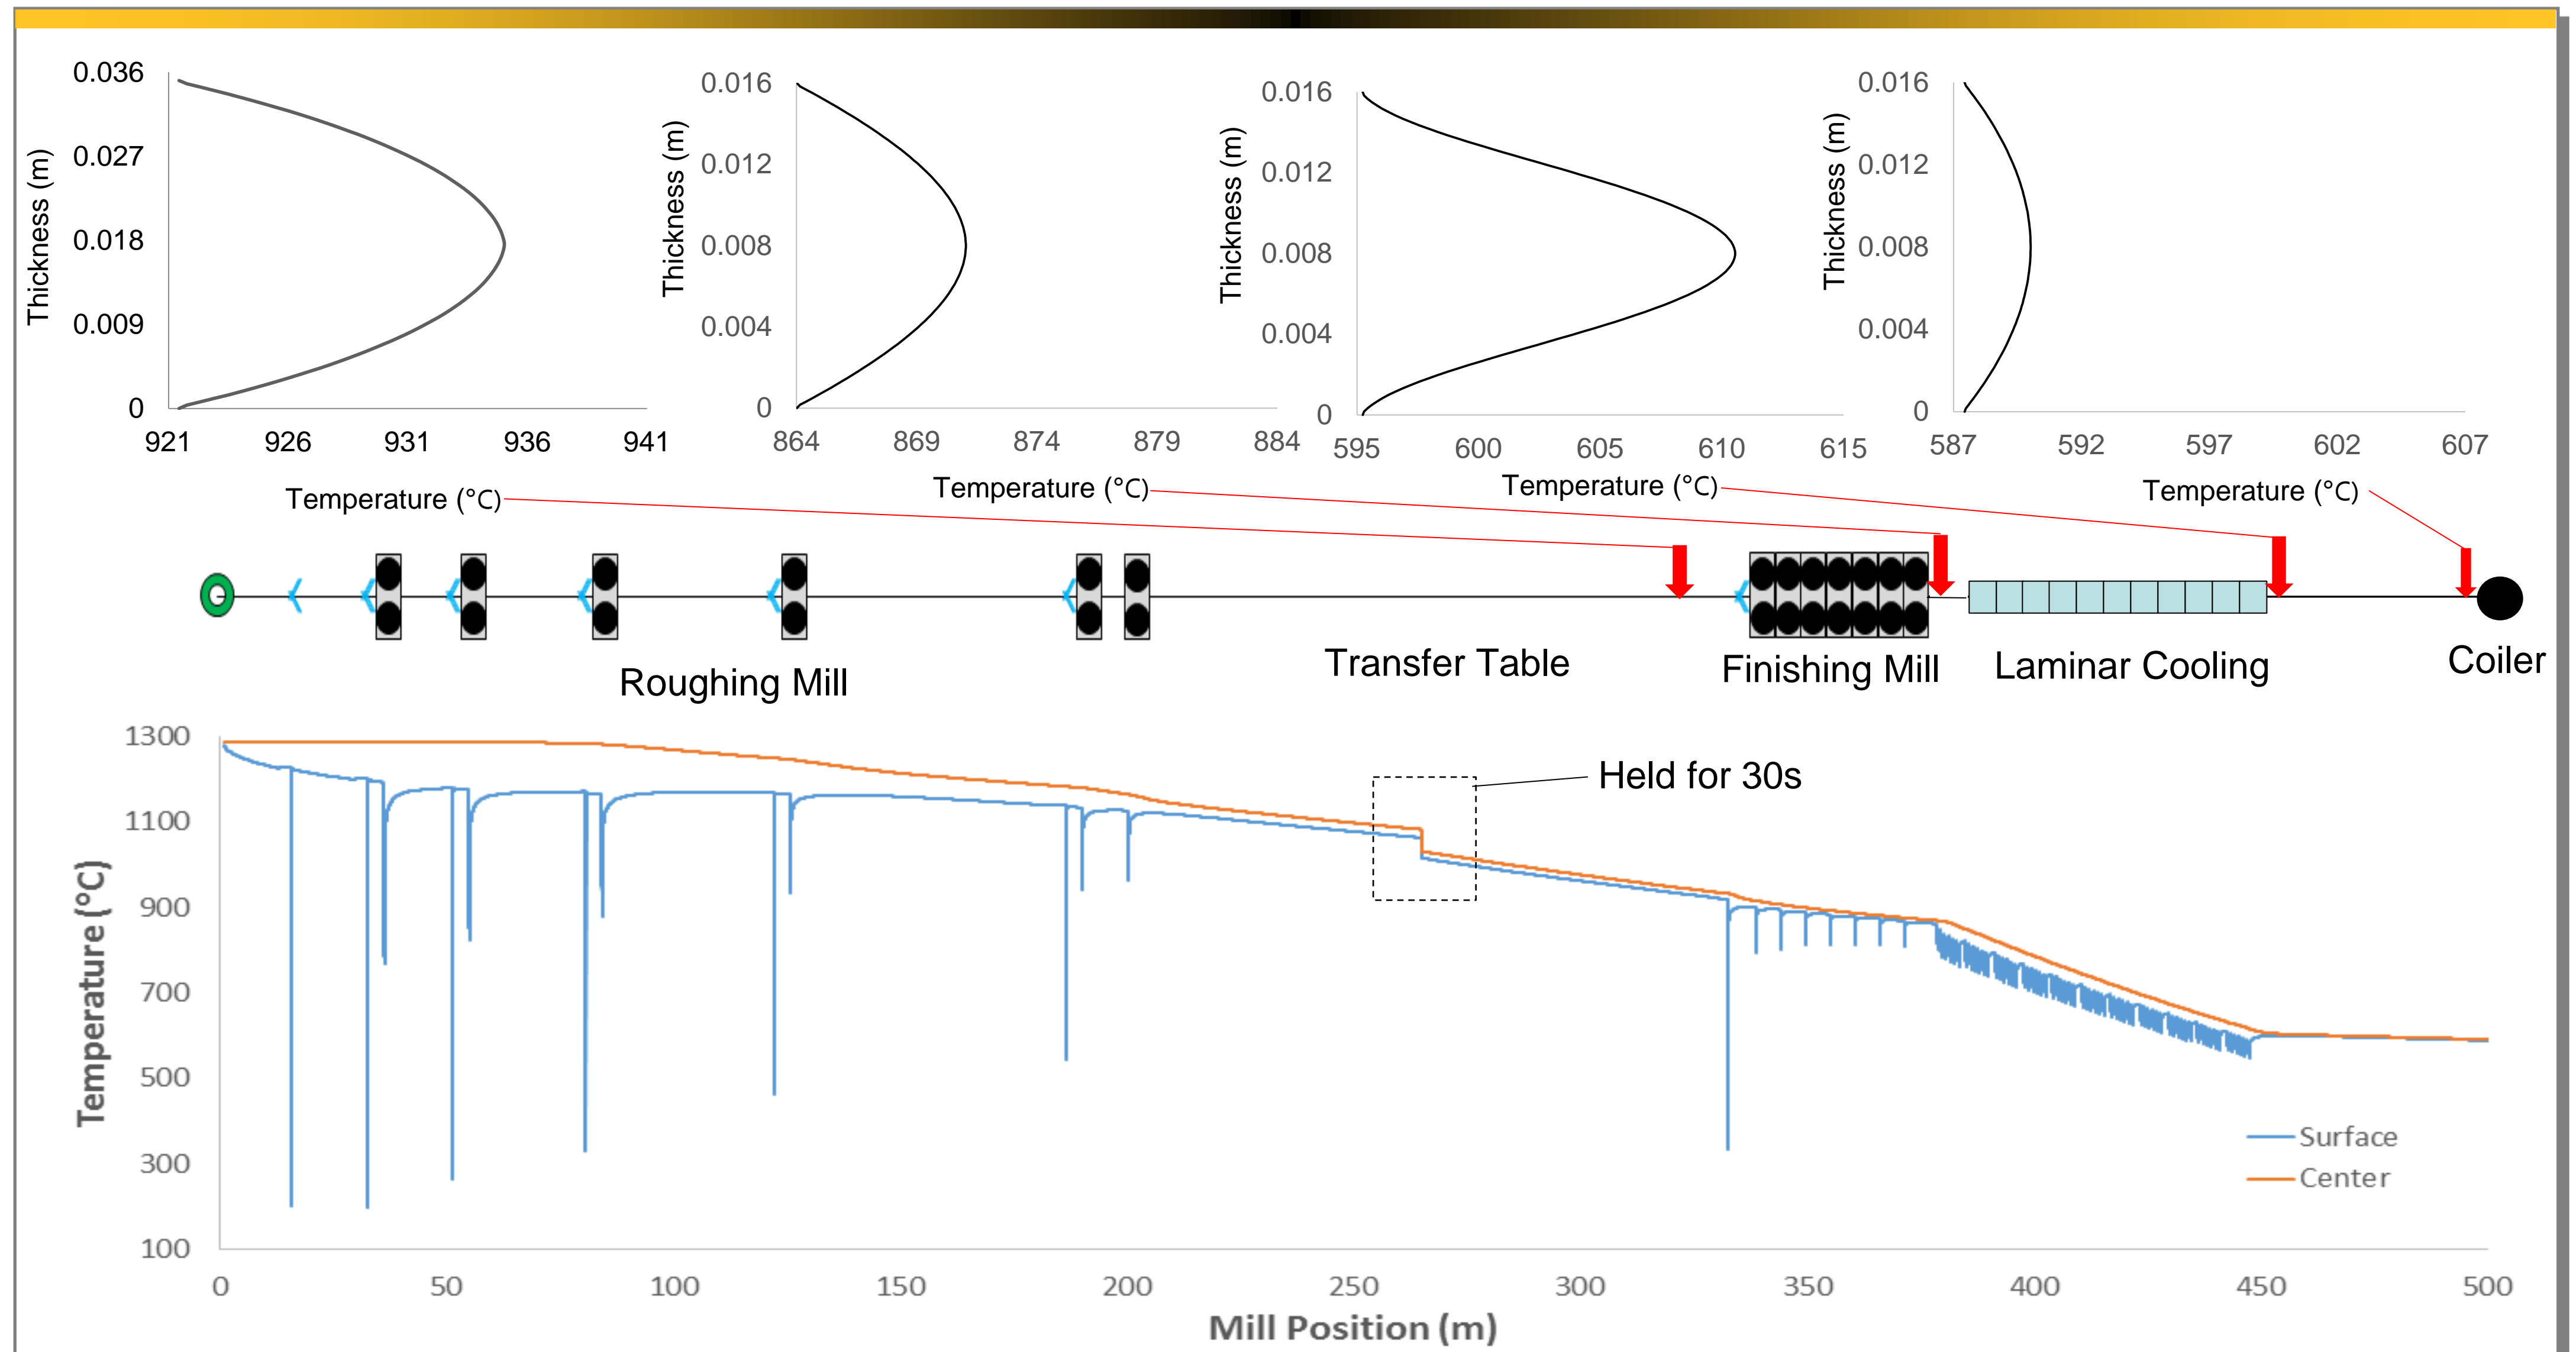 0.036
0.027
0.018
0.009
0
Thickness (m)
921 926 931 936 941
Temperature (°C)
0.016
0.012
0.008
0.004
0
Thickness (m)
864 869 874 879 884
Temperature (°C)
0.016
0.012
0.008
0.004
0
Thickness (m)
595 600 605 610 615
Temperature (°C)
0.016
0.012
0.008
0.004
0
Thickness (m)
587 592 597 602 607
Temperature (°C)
Roughing Mill
Transfer Table
Finishing Mill
Laminar Cooling
Coiler
1300
1100
900
700
500
300
100
Temperature (°C)
Held for 30s
Surface
Center
0 50 100 150 200 250 300 350 400 450 500
Mill Position (m)